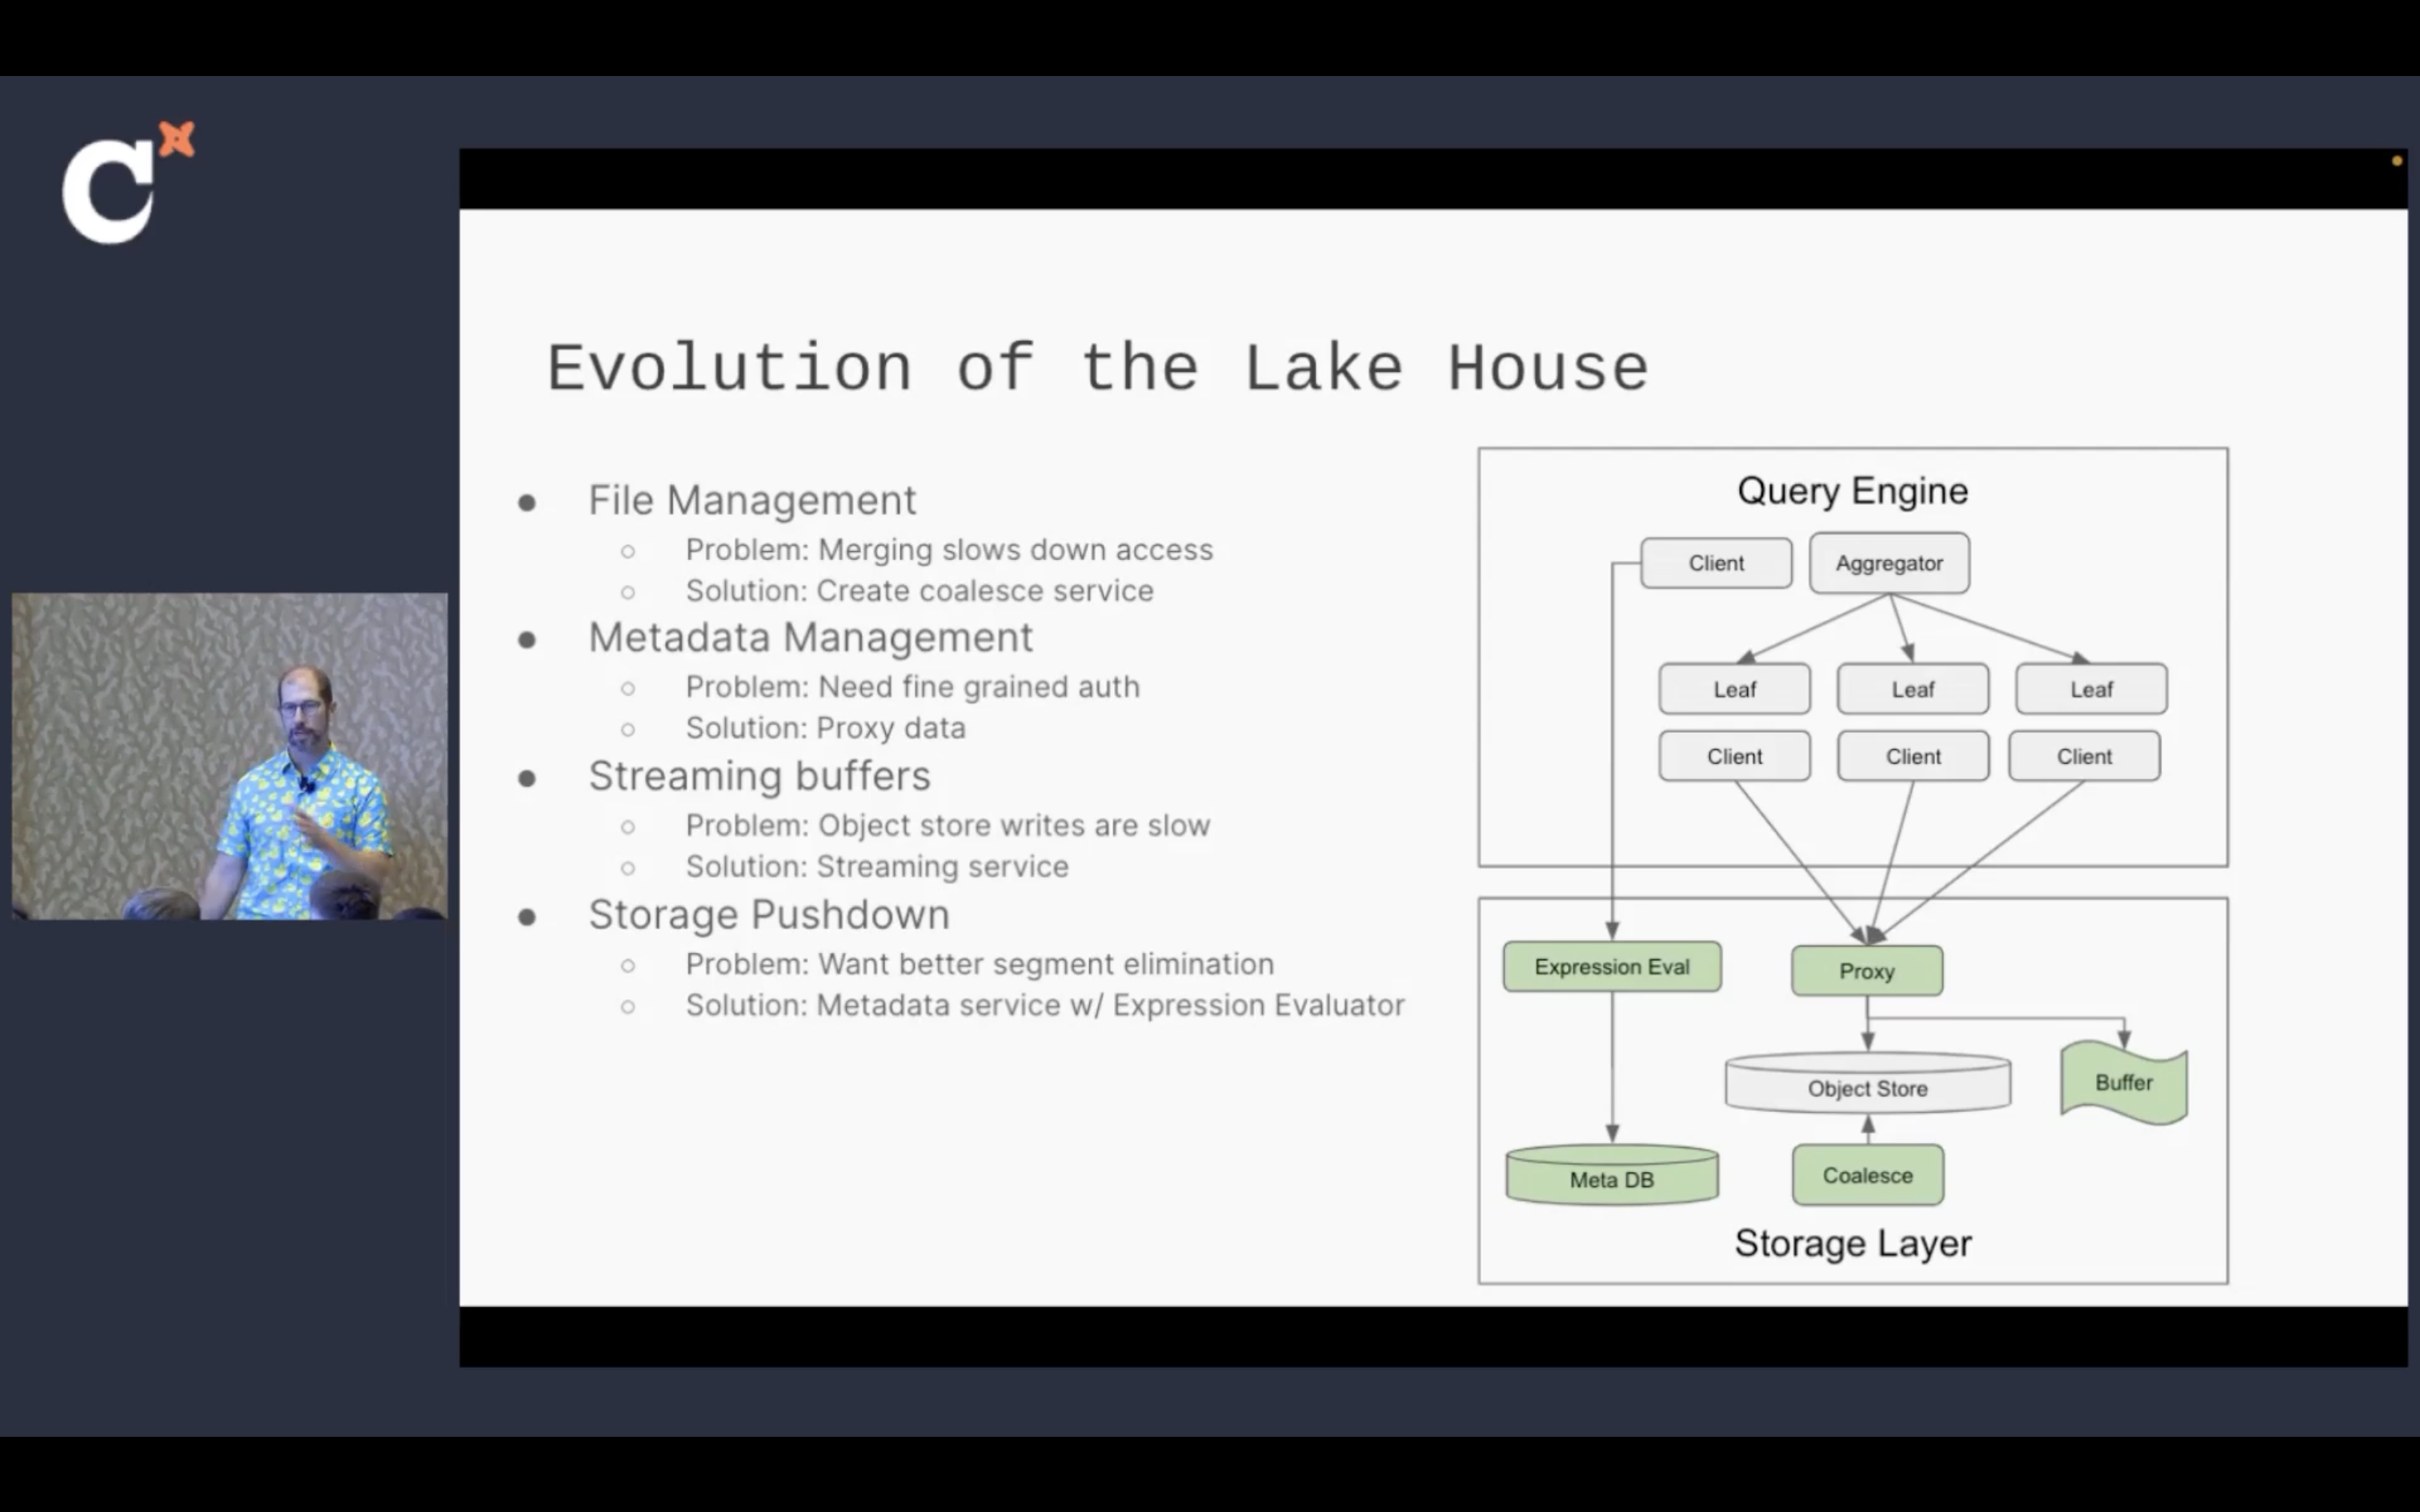 C
Evolution of the Lake House
File Management
Problem: Merging slows down access
Solution: Create coalesce service
Metadata Management
Problem: Need fine grained auth
Solution: Proxy data
Streaming buffers
Problem: Object store writes are slow
Solution: Streaming service
Storage Pushdown
Problem: Want better segment elimination
Solution: Metadata service w/ Expression Evaluator
Query Engine
Client Aggregator
Leaf Leaf Leaf
Client Client Client
Expression Eval Proxy
Object Store Buffer
Meta DB Coalesce
Storage Layer